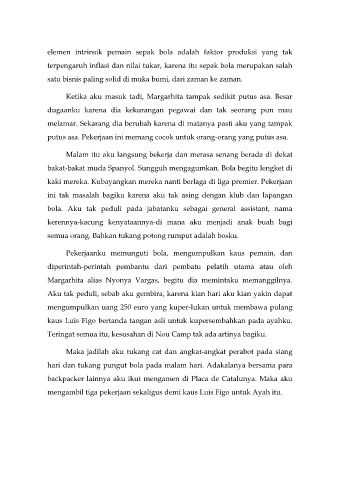 elemen intrinsik pemain sepak bola adalah faktor produksi yang tak
terpengaruh inflasi dan nilai tukar, karena itu sepak bola merupakan salah
satu bisnis paling solid di muka bumi, dari zaman ke zaman.
Ketika aku masuk tadi, Margarhita tampak sedikit putus asa. Besar
dugaanku karena dia kekurangan pegawai dan tak seorang pun mau
melamar. Sekarang dia berubah karena di matanya pasti aku yang tampak
putus asa. Pekerjaan ini memang cocok untuk orang-orang yang putus asa.
Malam itu aku langsung bekerja dan merasa senang berada di dekat
bakat-bakat muda Spanyol. Sungguh mengagumkan. Bola begitu lengket di
kaki mereka. Kubayangkan mereka nanti berlaga di liga premier. Pekerjaan
ini tak masalah bagiku karena aku tak asing dengan klub dan lapangan
bola. Aku tak peduli pada jabatanku sebagai general assistant, nama
kerennya-kacung kenyataannya-di mana aku menjadi anak buah bagi
semua orang. Bahkan tukang potong rumput adalah bosku.
Pekerjaanku memunguti bola, mengumpulkan kaus pemain, dan
diperintah-perintah pembantu dari pembatu pelatih utama atau oleh
Margarhita alias Nyonya Vargas, begitu dia memintaku memanggilnya.
Aku tak peduli, sebab aku gembira, karena kian hari aku kian yakin dapat
mengumpulkan uang 250 euro yang kuper-lukan untuk membawa pulang
kaus Luis Figo bertanda tangan asli untuk kupersembahkan pada ayahku.
Teringat semua itu, kesusahan di Nou Camp tak ada artinya bagiku.
Maka jadilah aku tukang cat dan angkat-angkat perabot pada siang
hari dan tukang pungut bola pada malam hari. Adakalanya bersama para
backpacker lainnya aku ikut mengamen di Placa de Catalunya. Maka aku
mengambil tiga pekerjaan sekaligus demi kaus Luis Figo untuk Ayah itu.